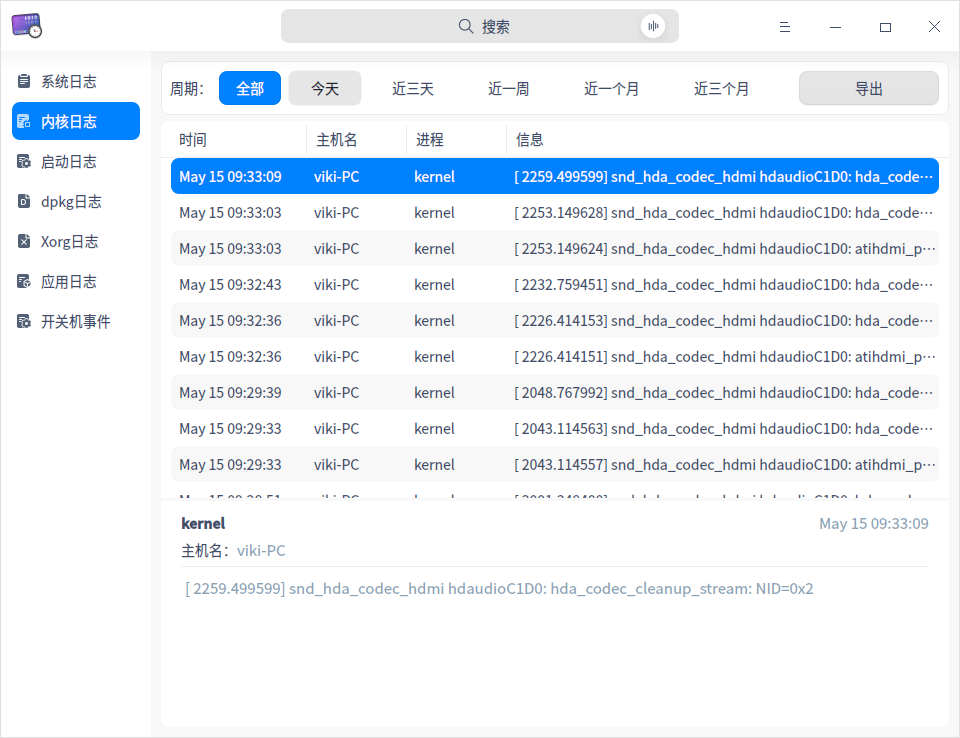 搜索
系统日志
内核日志
启动日志
dpkg日志
Xorg日志
应用日志
开关机事件
周期： 全部 今天 近三天 近一周 近一个月 近三个月 导出
时间 主机名 进程 信息
May 15 09:33:09 viki-PC kernel [ 2259.499599] snd_hda_codec_hdmi hdaudioC1D0: hda_code···
May 15 09:33:03 viki-PC kernel [ 2253.149628] snd_hda_codec_hdmi hdaudioC1D0: hda_code···
May 15 09:33:03 viki-PC kernel [ 2253.149624] snd_hda_codec_hdmi hdaudioC1D0: atihdmi_p···
May 15 09:32:43 viki-PC kernel [ 2232.759451] snd_hda_codec_hdmi hdaudioC1D0: hda_code···
May 15 09:32:36 viki-PC kernel [ 2226.414153] snd_hda_codec_hdmi hdaudioC1D0: hda_code···
May 15 09:32:36 viki-PC kernel [ 2226.414151] snd_hda_codec_hdmi hdaudioC1D0: atihdmi_p···
May 15 09:29:39 viki-PC kernel [ 2048.767992] snd_hda_codec_hdmi hdaudioC1D0: hda_code···
May 15 09:29:33 viki-PC kernel [ 2043.114563] snd_hda_codec_hdmi hdaudioC1D0: hda_code···
May 15 09:29:33 viki-PC kernel [ 2043.114557] snd_hda_codec_hdmi hdaudioC1D0: atihdmi_p···
kernel May 15 09:33:09
主机名： viki-PC
[ 2259.499599] snd_hda_codec_hdmi hdaudioC1D0: hda_codec_cleanup_stream: NID=0x2